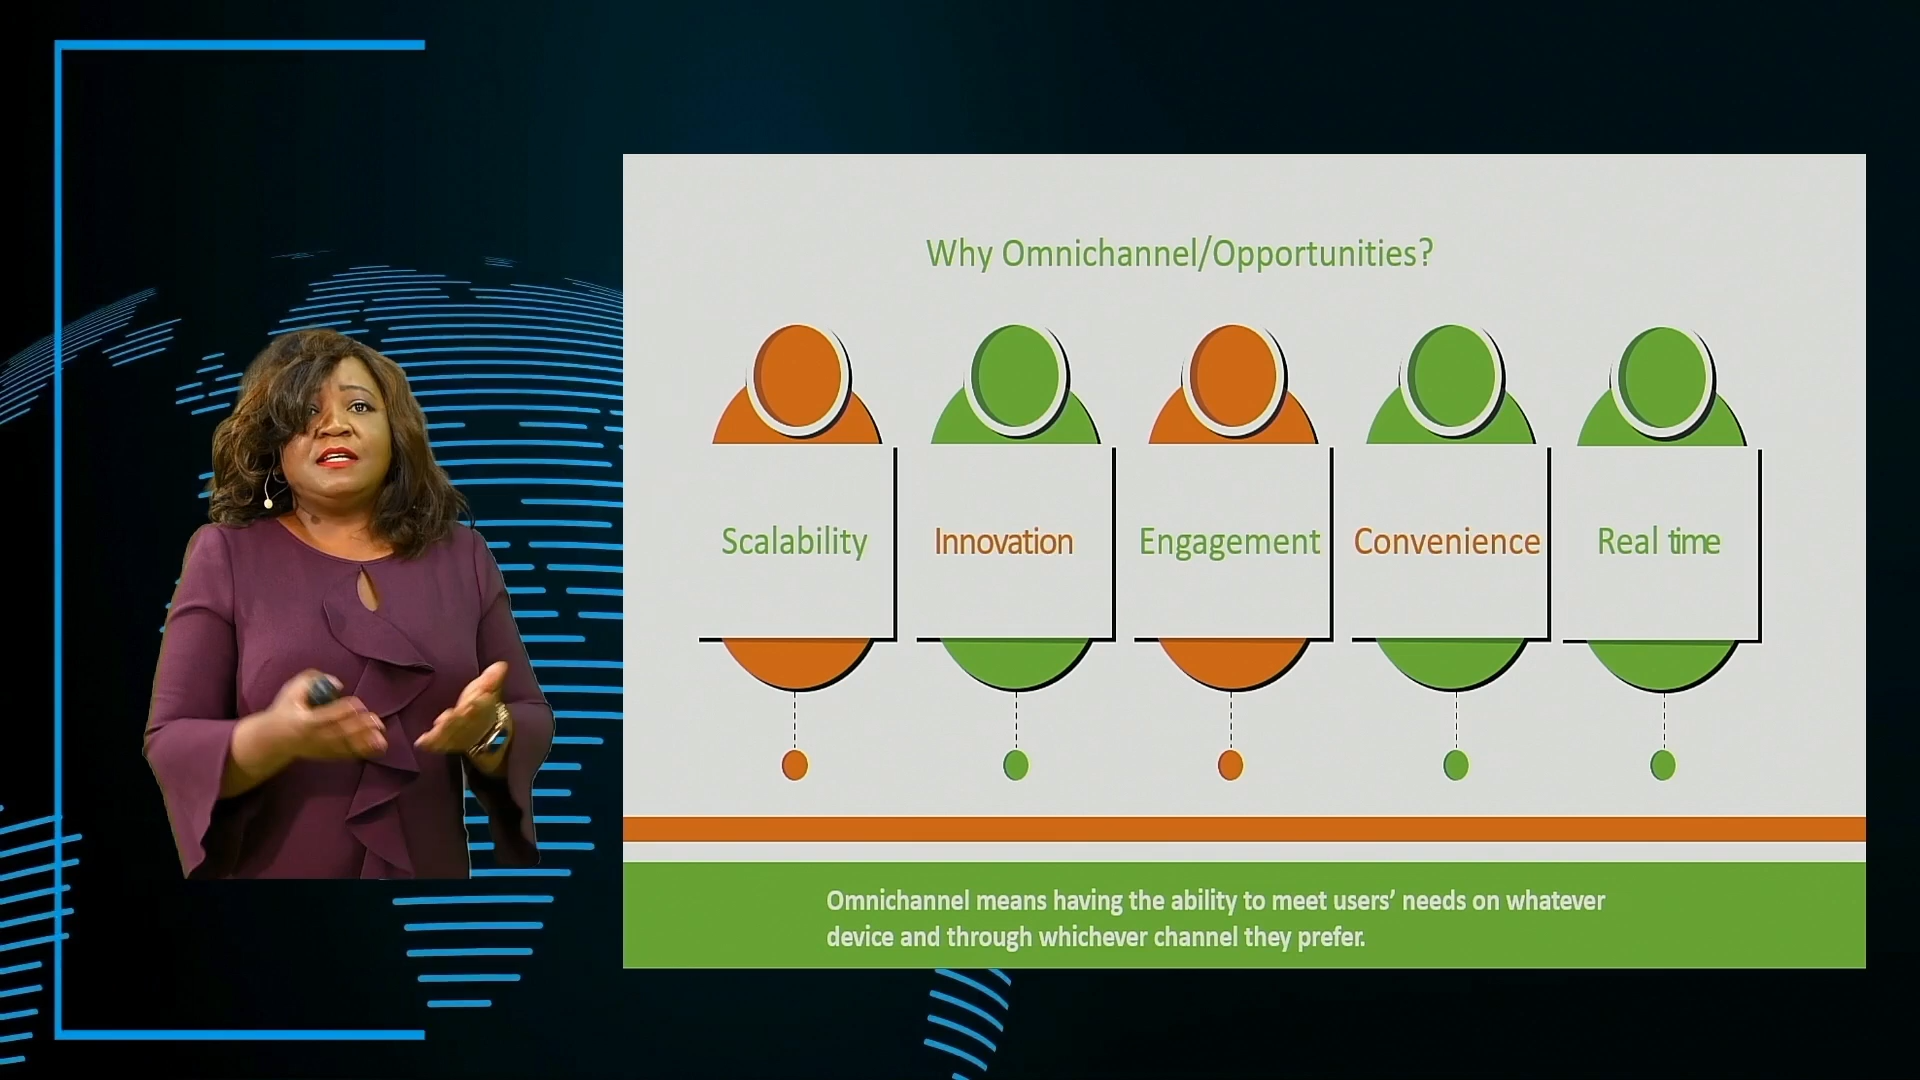 Why Omnichannel/Opportunities?
Scalability
Innovation
Engagement
Convenience
Real time
Omnichannel means having the ability to meet users’ needs on whatever
device and through whichever channel they prefer.